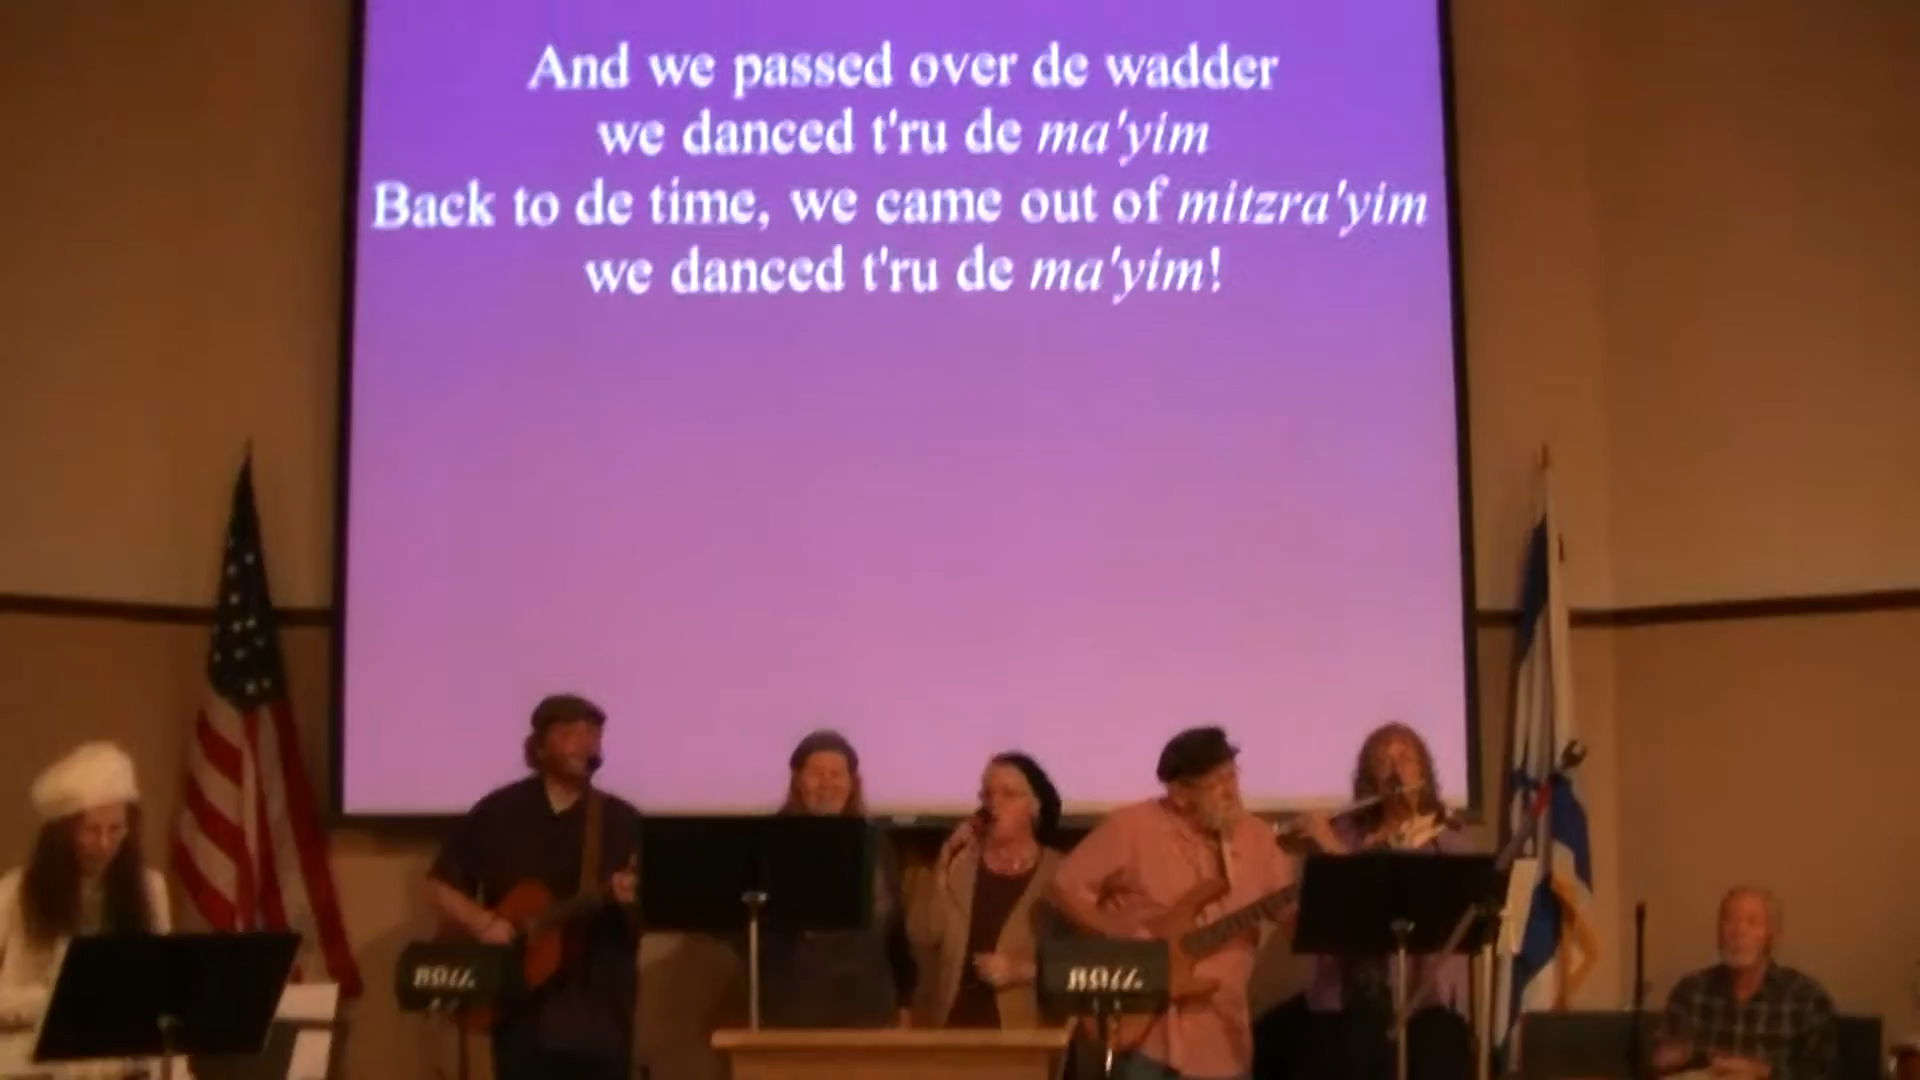 And we passed over de wadder
we danced t'ru de ma'yim
Back to de time, we came out of mitzra'yim
we danced t'ru de ma'yim!